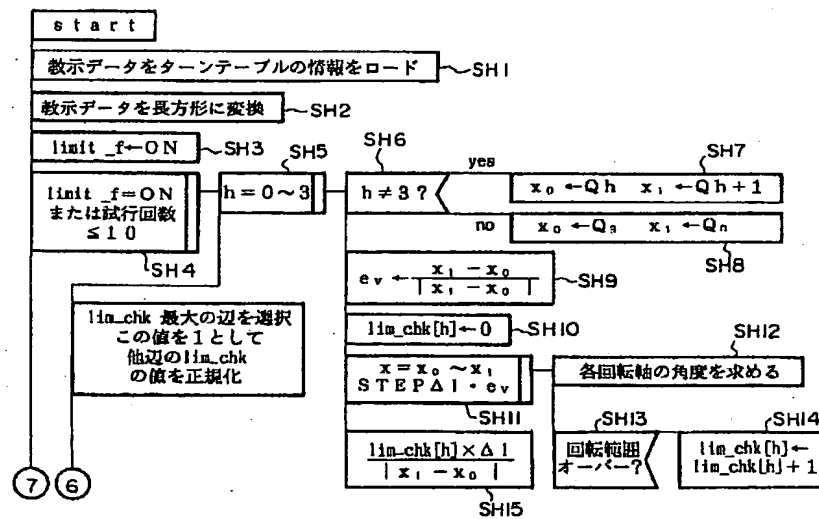 start
教示データをターンテーブルの情報をロード
SH1
教示データを長方形に変換
SH2
limit _f←ON
SH3
limit _f=ON
または試行回数
≦10
SH4
h=0~3
SH5
h≠3?
SH6
yes
x₀←Qh x₁←Qh+1
SH7
no
x₀←Q₃ x₁←Q₀
SH8
eᵥ← x₁-x₀
| x₁-x₀ |
SH9
lim_chk[h]←0
SH10
x=x₀~x₁
STEPΔl・eᵥ
SH11
各回転軸の角度を求める
SH12
回転範囲
オーバー?
SH13
lim_chk[h]←
lim_chk[h]+1
SH14
lim_chk[h]×Δl
| x₁-x₀ |
SH15
lim_chk 最大の辺を選択
この値を1として
他辺のlim_chk
の値を正規化
7
6